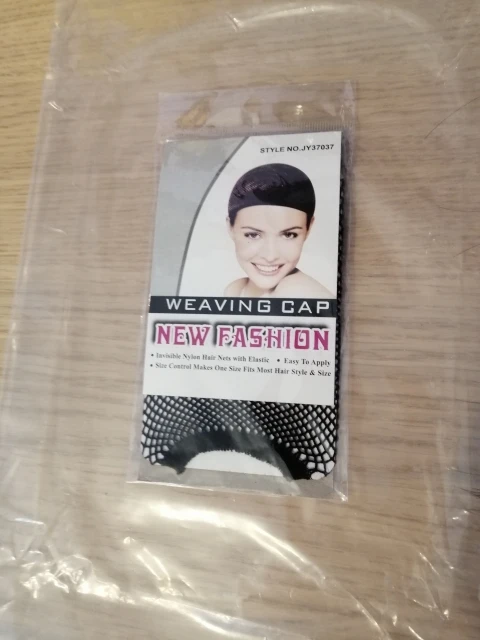 STYLE NO.JY37037
WEAVING CAP
NEW FASHION
• Invisible Nylon Hair Nets with Elastic • Easy To Apply
• Size Control Makes One Size Fits Most Hair Style & Size